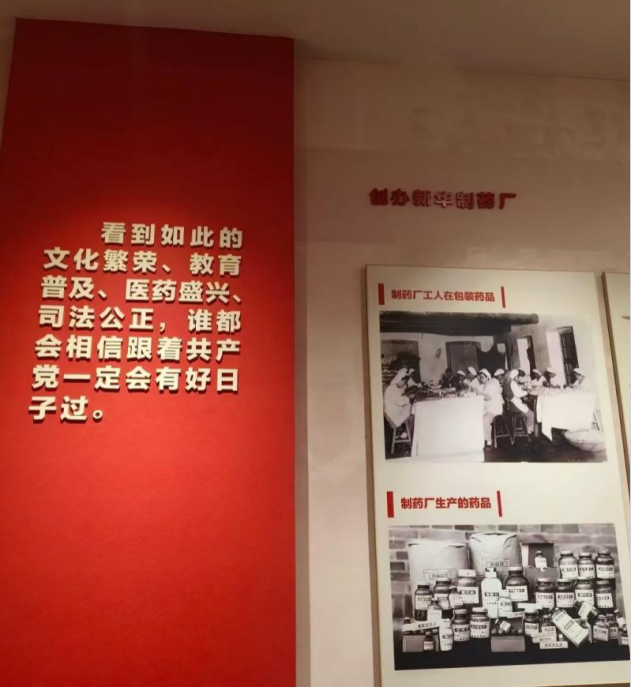 看到如此的
文化繁荣、教育
普及、医药盛兴、
司法公正，谁都
会相信跟着共产
党一定会有好日
子过。
创办新华制药厂
制药厂工人在包装药品
制药厂生产的药品